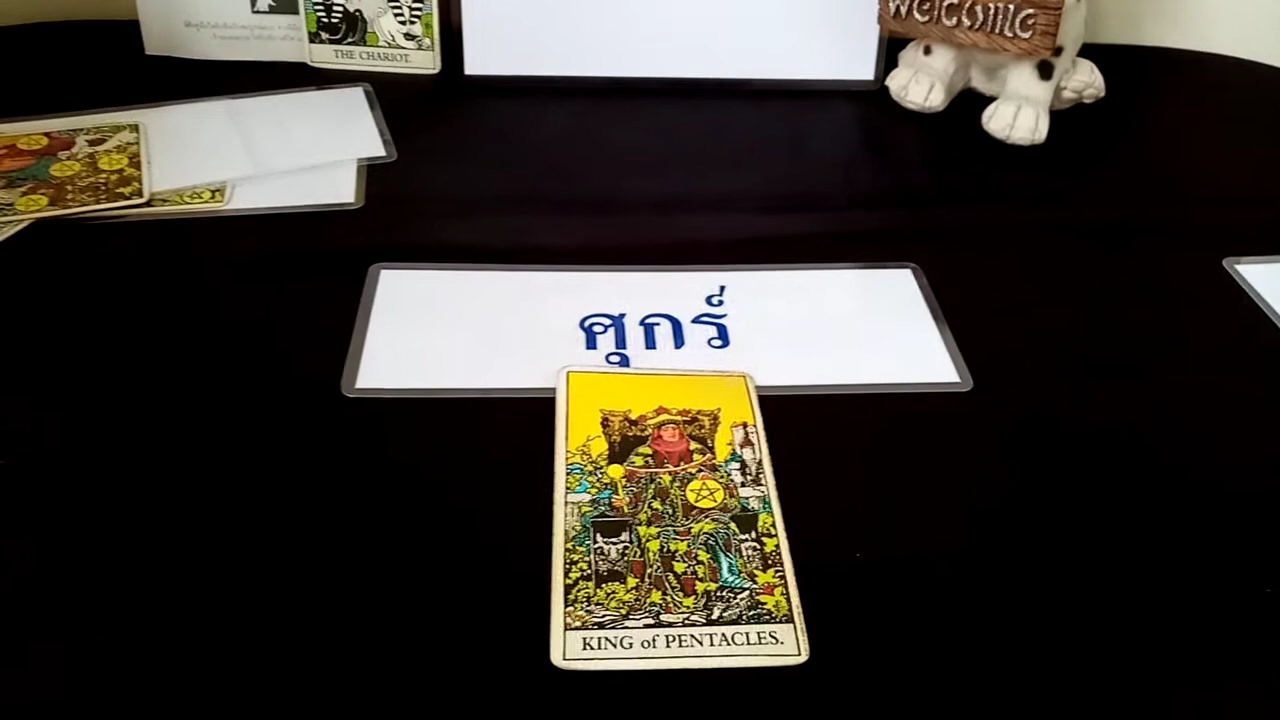 THE CHARIOT.
welcome
ศุกร์
KING of PENTACLES.